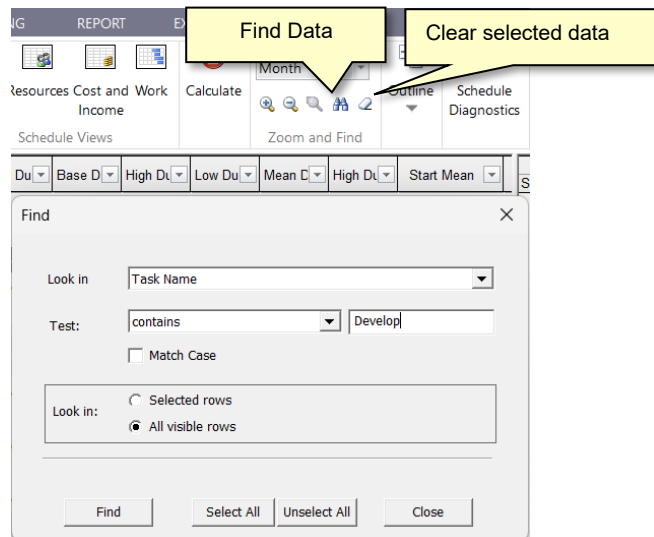 NG REPORT E
Find Data
Clear selected data
Month
Resources Cost and Income Work Calculate Outline Schedule Diagnostics
Schedule Views Zoom and Find
Du Base D High Du Low Du Mean D High Du Start Mean S
Find
Look in Task Name
Test: contains Develop
Match Case
Look in: Selected rows
All visible rows
Find Select All Unselect All Close